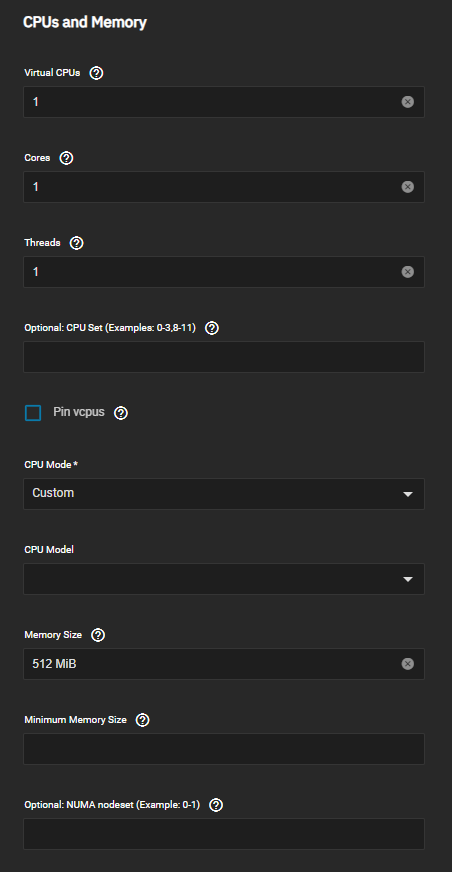 CPUs and Memory
Virtual CPUs
1
Cores
1
Threads
1
Optional: CPU Set (Examples: 0-3,8-11)
Pin vcpus
CPU Mode *
Custom
CPU Model
Memory Size
512 MiB
Minimum Memory Size
Optional: NUMA nodeset (Example: 0-1)